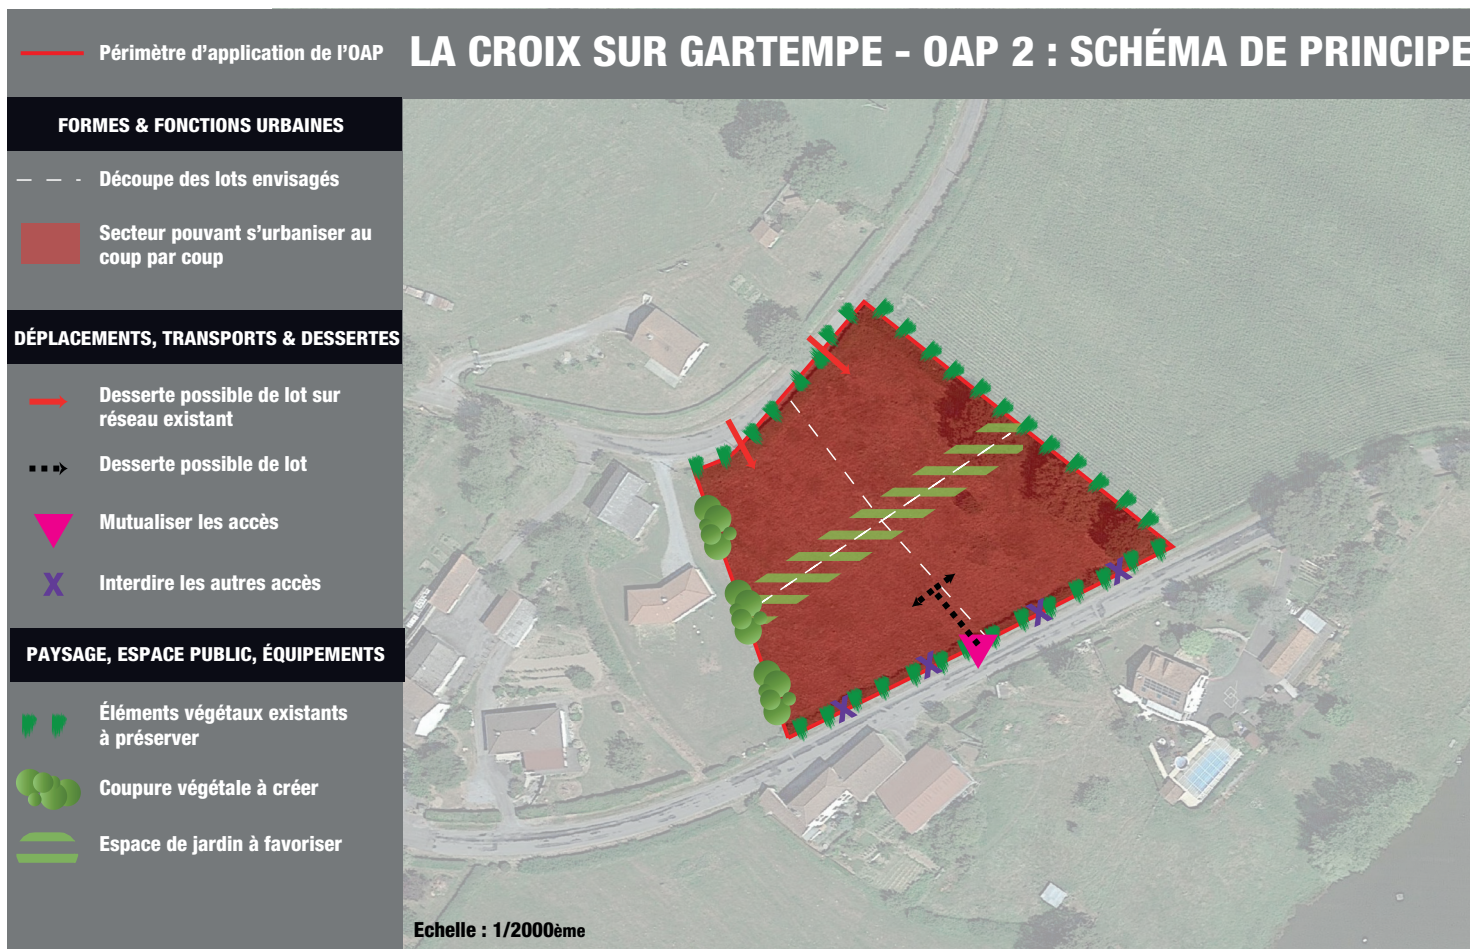 Périmètre d'application de l'OAP
LA CROIX SUR GARTEMPE - OAP 2 : SCHÉMA DE PRINCIPE
FORMES & FONCTIONS URBAINES
Découpe des lots envisagés
Secteur pouvant s'urbaniser au
coup par coup
DÉPLACEMENTS, TRANSPORTS & DESSERTES
Desserte possible de lot sur
réseau existant
Desserte possible de lot
Mutualiser les accès
X Interdire les autres accès
PAYSAGE, ESPACE PUBLIC, ÉQUIPEMENTS
Éléments végétaux existants
à préserver
Coupure végétale à créer
Espace de jardin à favoriser
X
X
X
X
Echelle : 1/2000ème